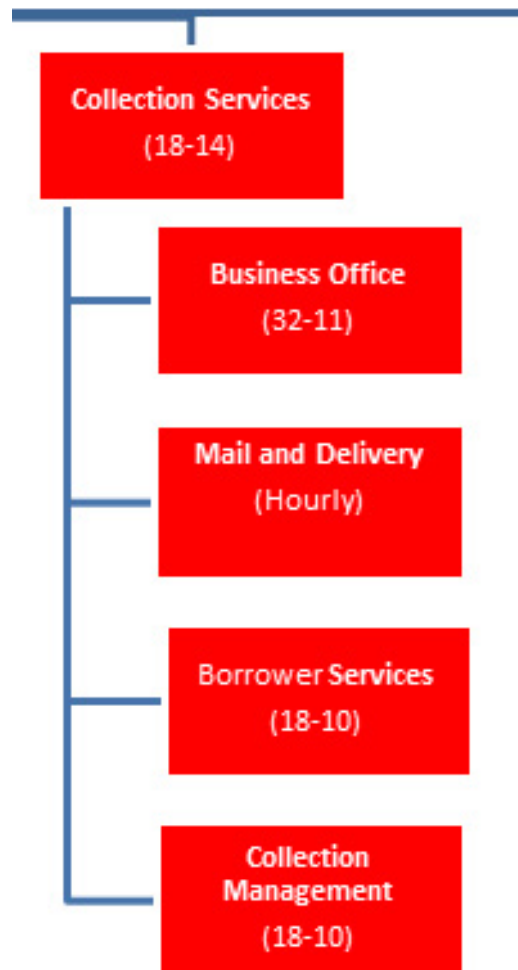 Collection Services
(18-14)
Business Office
(32-11)
Mail and Delivery
(Hourly)
Borrower Services
(18-10)
Collection
Management
(18-10)